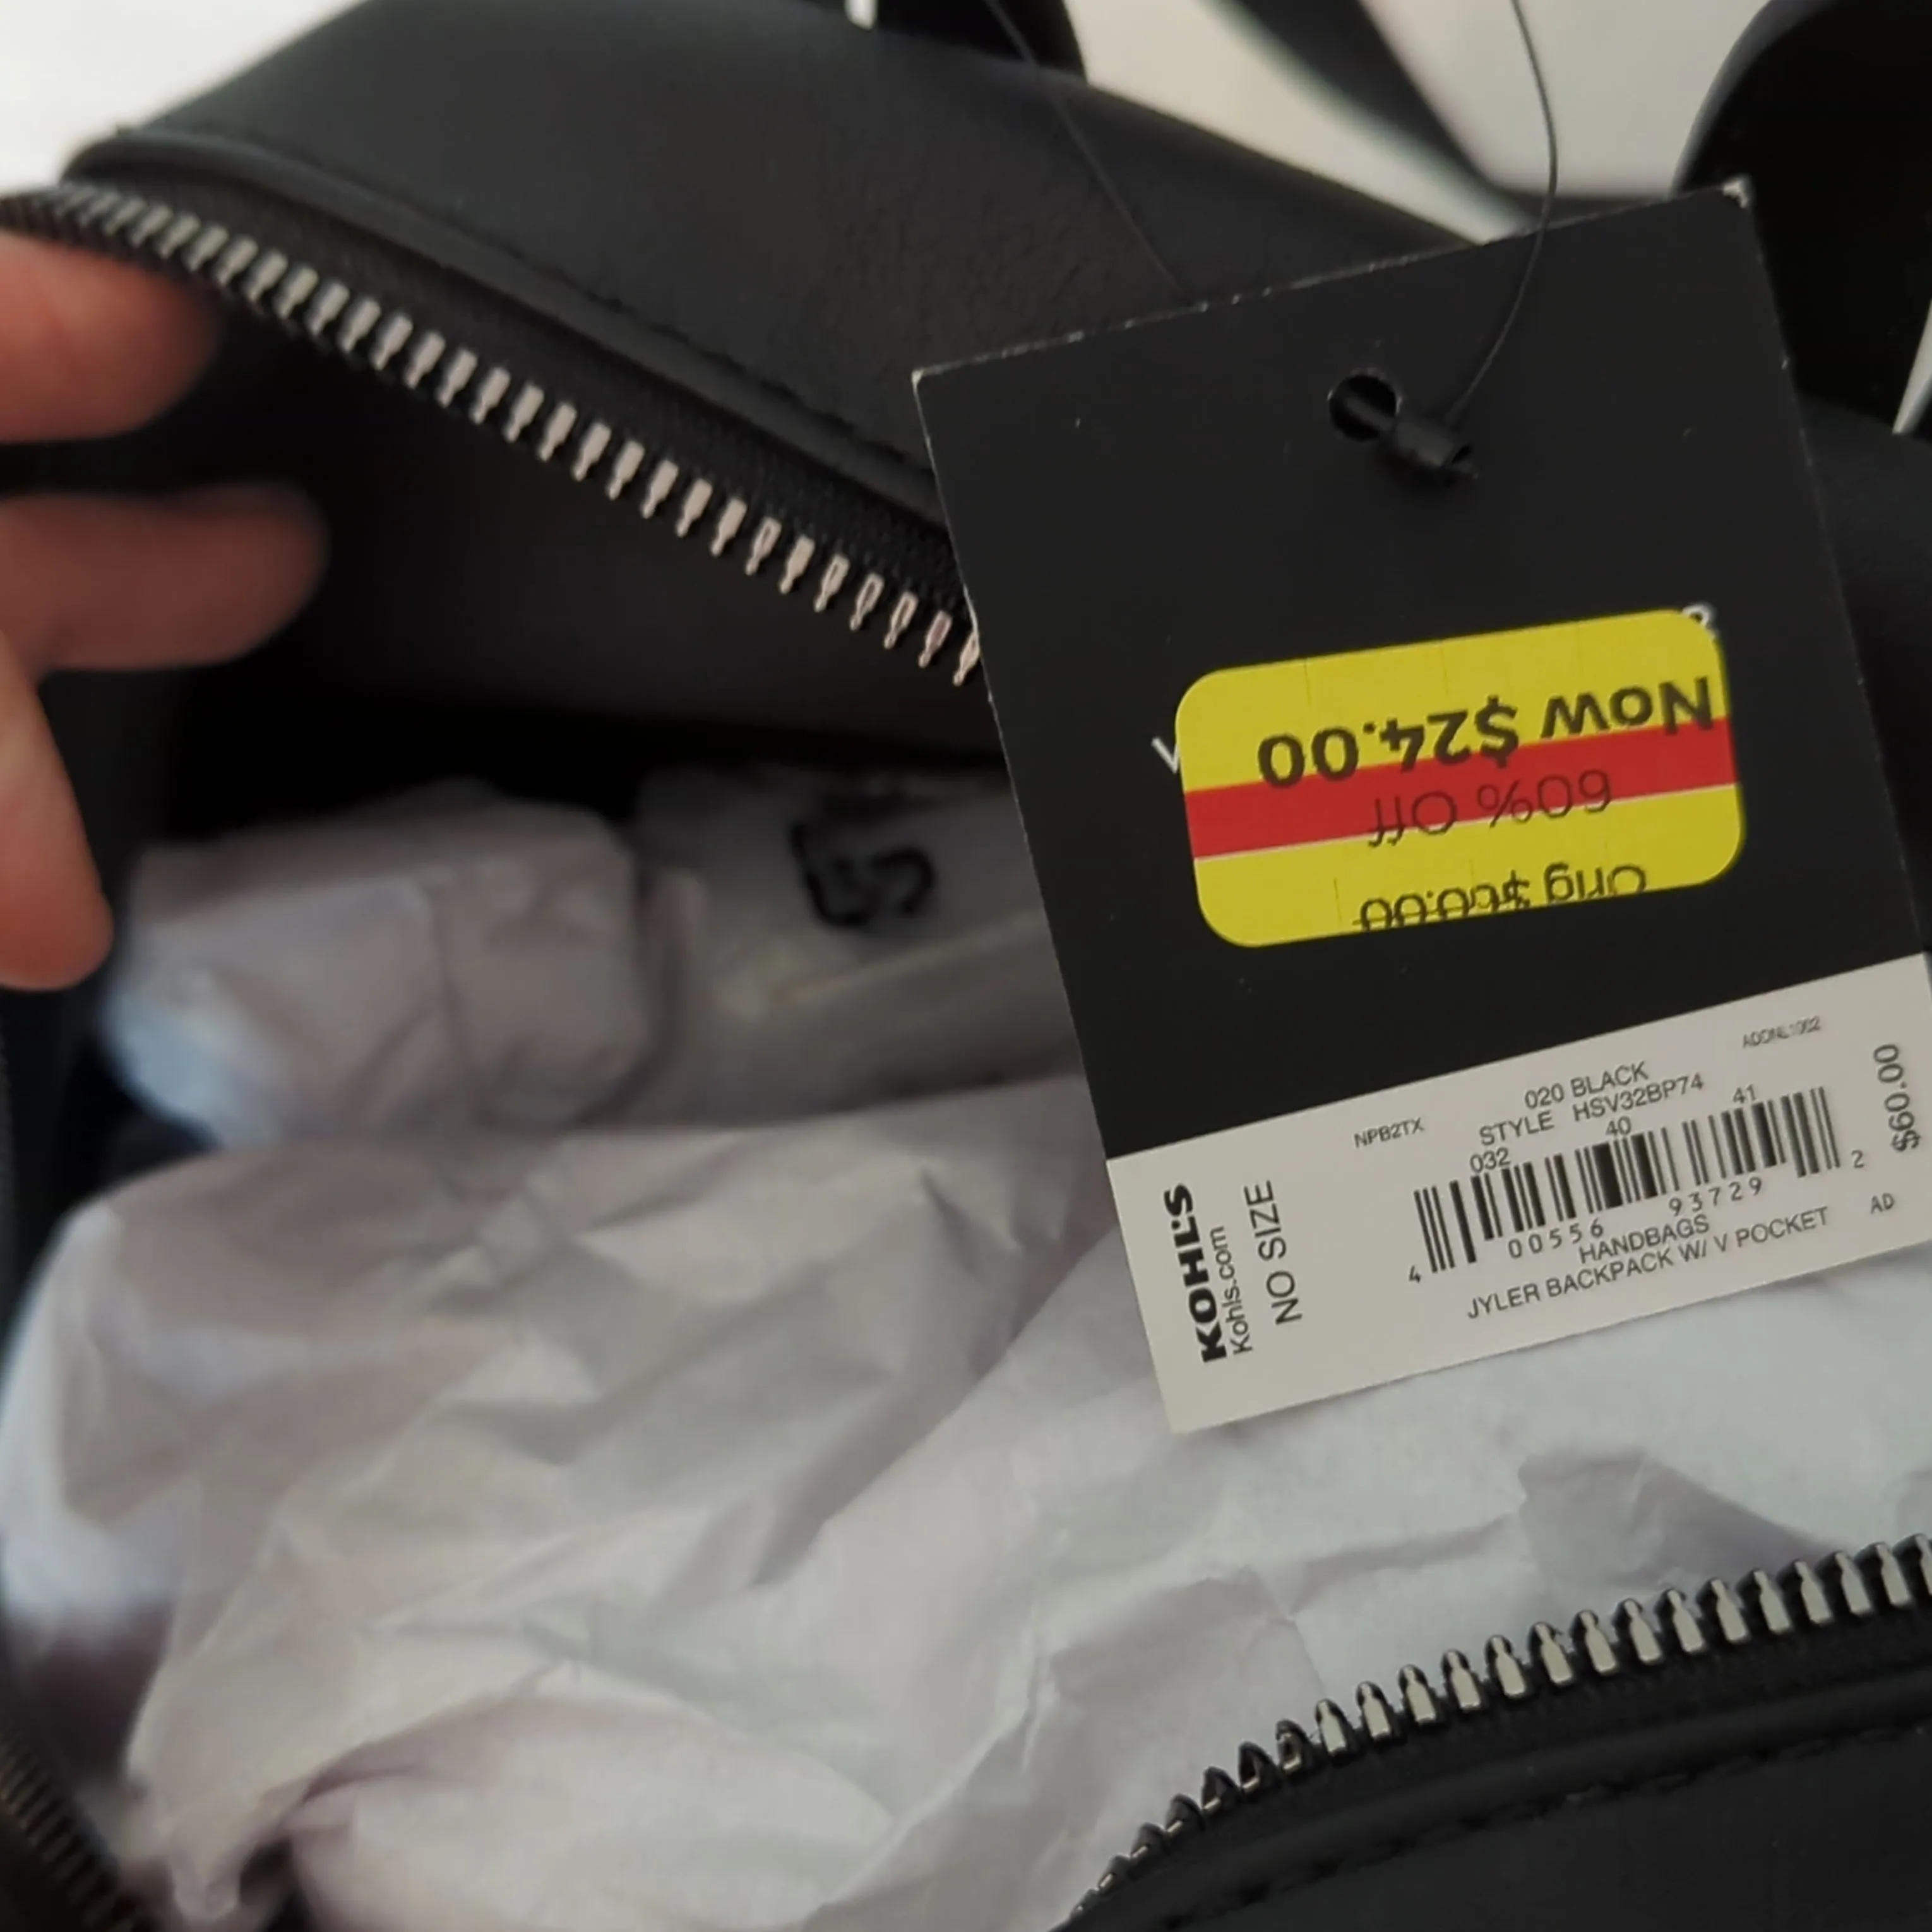 Now $24.00
60% Off
Orig $60.00
ADDNL1002
020 BLACK
NPB2TX
STYLE HSV32BP74
032 40 41
4 00556 93729 2
HANDBAGS
JYLER BACKPACK W/ V POCKET
AD
$60.00
KOHL'S
Kohls.com
NO SIZE